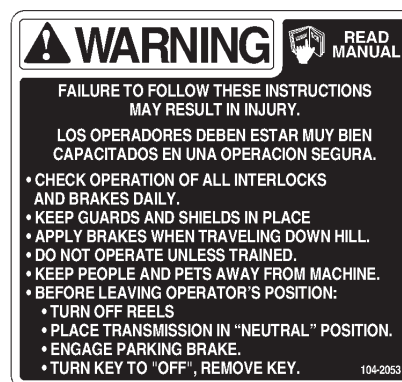 WARNING
READ
MANUAL
FAILURE TO FOLLOW THESE INSTRUCTIONS
MAY RESULT IN INJURY.
LOS OPERADORES DEBEN ESTAR MUY BIEN
CAPACITADOS EN UNA OPERACION SEGURA.
• CHECK OPERATION OF ALL INTERLOCKS
AND BRAKES DAILY.
• KEEP GUARDS AND SHIELDS IN PLACE
• APPLY BRAKES WHEN TRAVELING DOWN HILL.
• DO NOT OPERATE UNLESS TRAINED.
• KEEP PEOPLE AND PETS AWAY FROM MACHINE.
• BEFORE LEAVING OPERATOR'S POSITION:
• TURN OFF REELS
• PLACE TRANSMISSION IN “NEUTRAL” POSITION.
• ENGAGE PARKING BRAKE.
• TURN KEY TO "OFF", REMOVE KEY.
104-2053